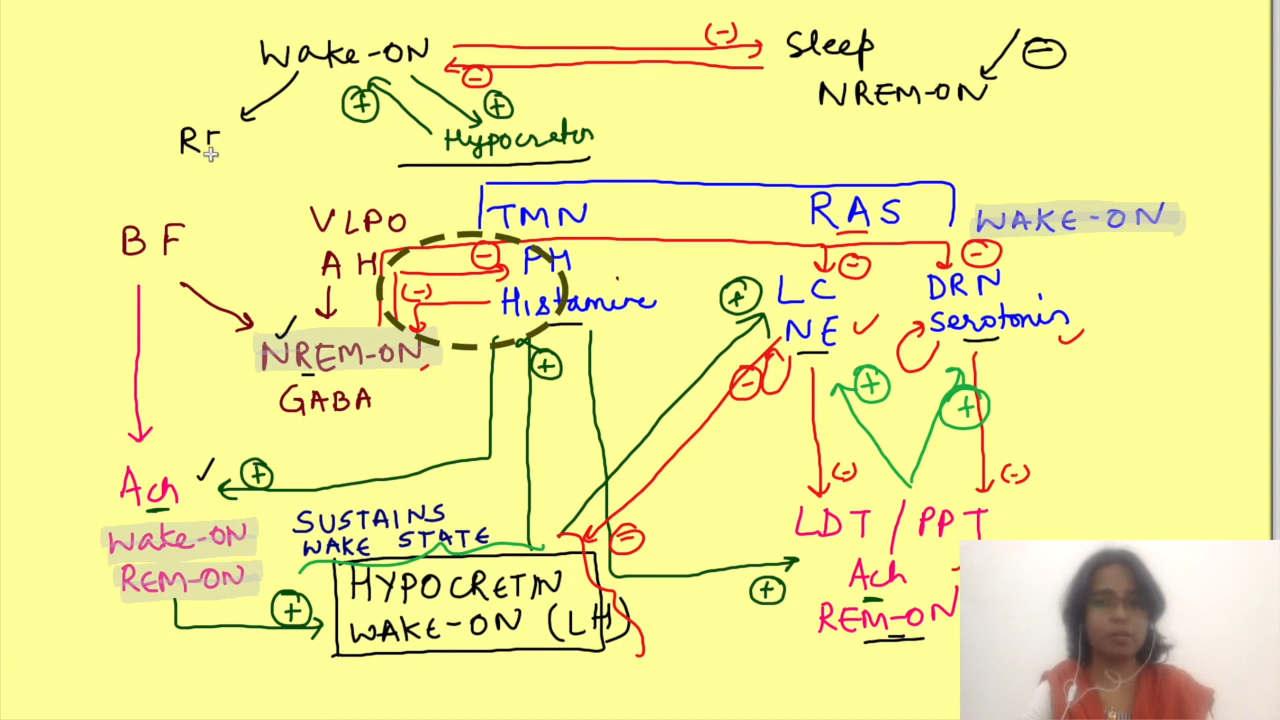 Wake-ON (-) Sleep
(-) NREM-ON (-)
(+) (+)
Hypocretin
RE
VLPO TMN RAS WAKE-ON
BF AH (-) PH (-) (-)
(-) Histamine (+) LC DRN
NE Serotonin
NREM-ON (+)
GABA (-) (+) (+)
Ach (+) (-) (-)
SUSTAINS
WAKE STATE LDT / PPT
Wake-ON (-)
REM-ON HYPOCRETIN (+) Ach
(+) WAKE-ON (LH) REM-ON